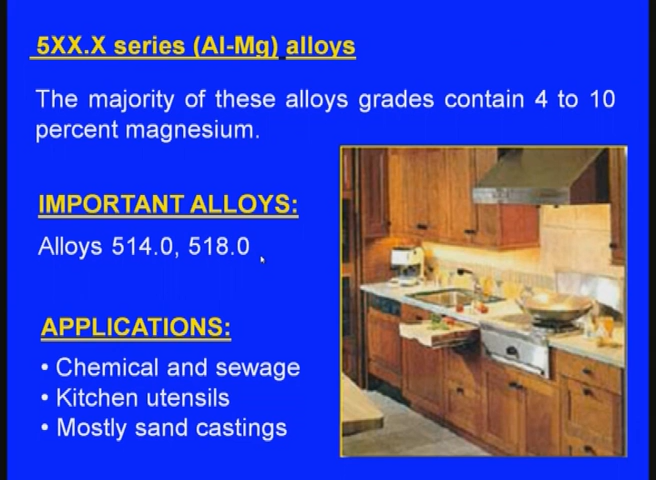 5XX.X series (Al-Mg) alloys
The majority of these alloys grades contain 4 to 10
percent magnesium.
IMPORTANT ALLOYS:
Alloys 514.0, 518.0
APPLICATIONS:
• Chemical and sewage
• Kitchen utensils
• Mostly sand castings